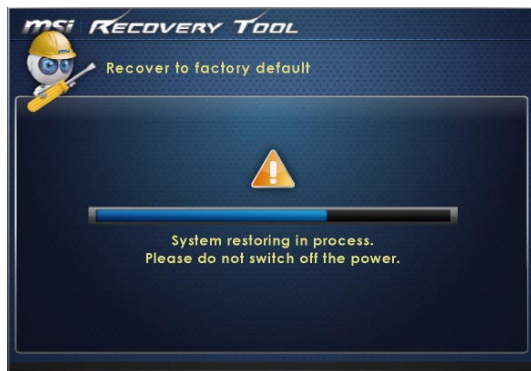 msi RECOVERY TOOL
Recover to factory default
System restoring in process.
Please do not switch off the power.